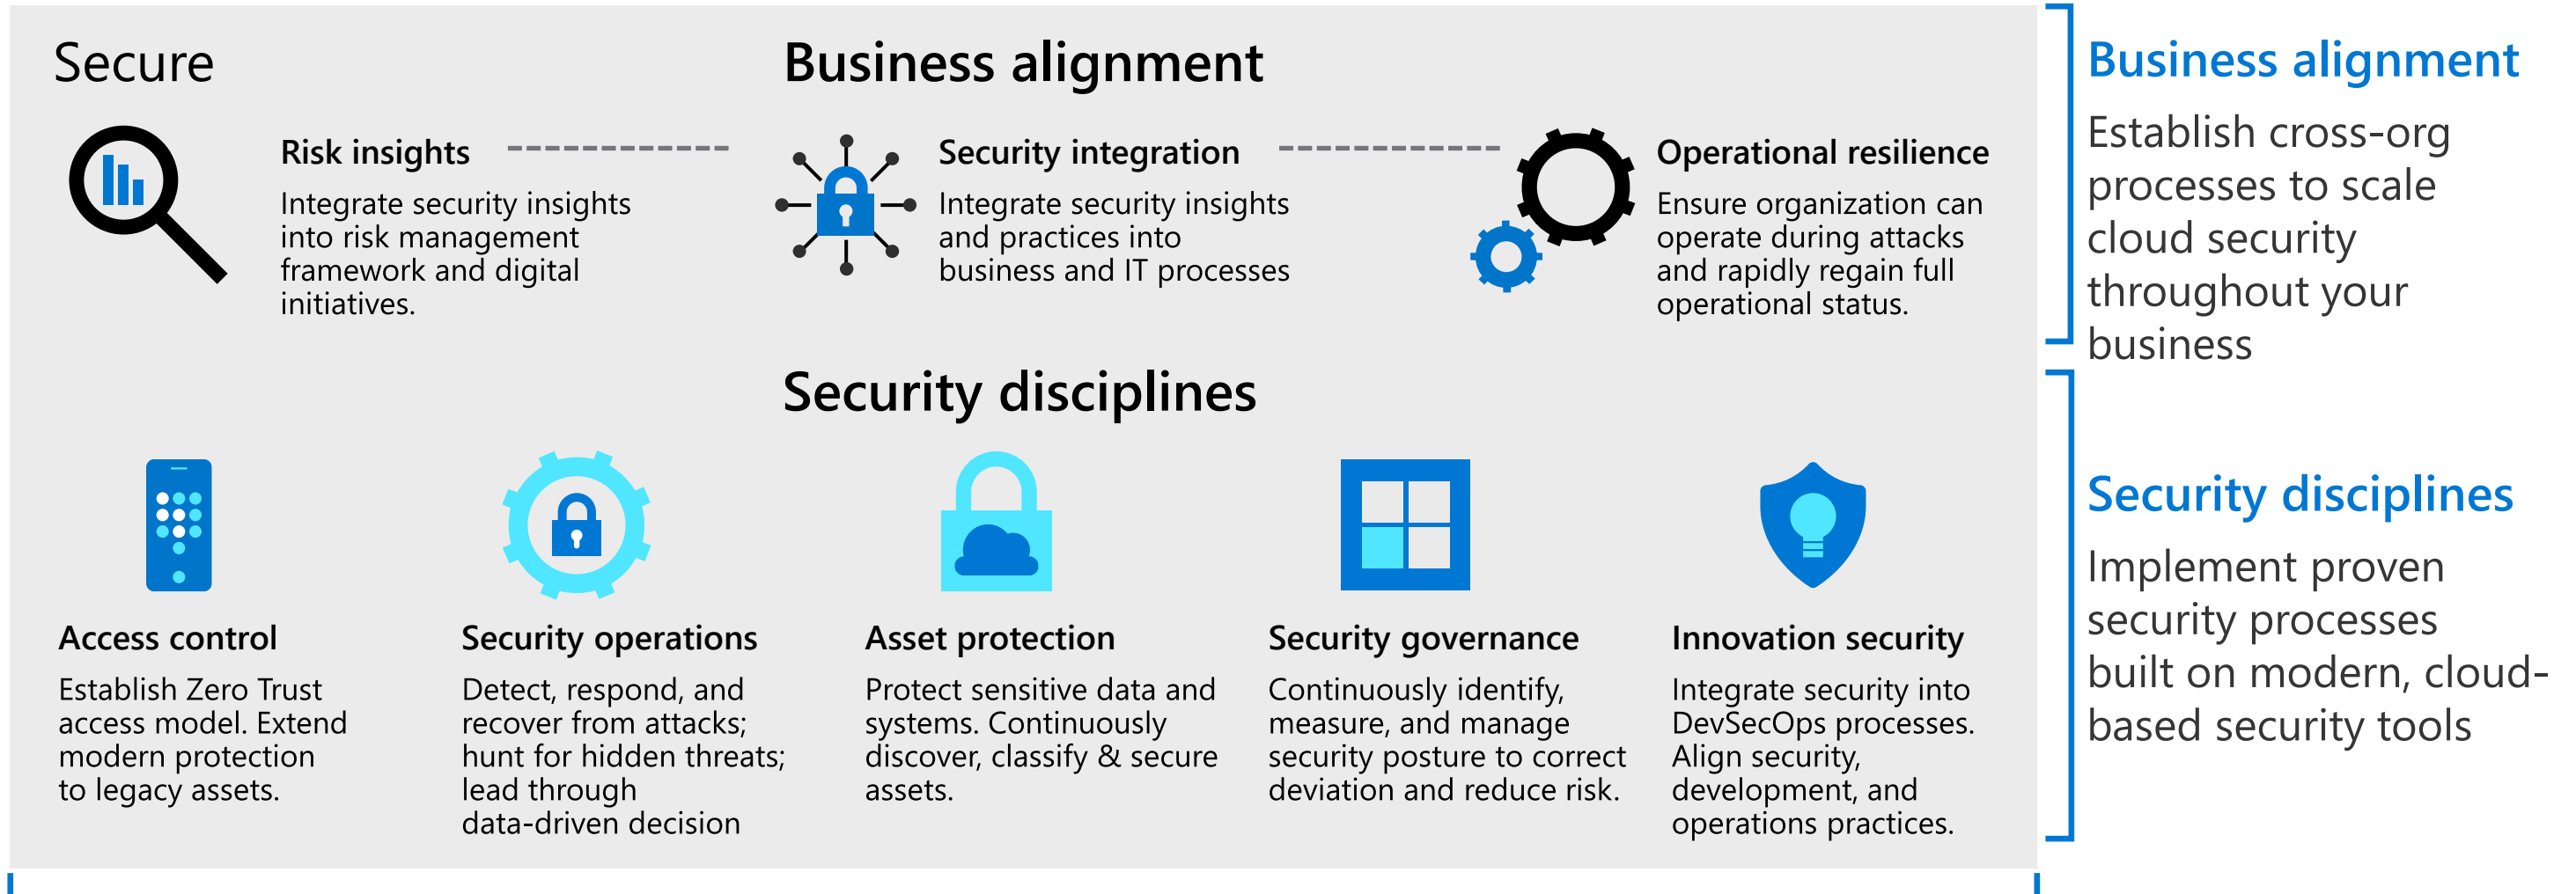 Secure
Business alignment
Risk insights
Integrate security insights
into risk management
framework and digital
initiatives.
Security integration
Integrate security insights
and practices into
business and IT processes
Operational resilience
Ensure organization can
operate during attacks
and rapidly regain full
operational status.
Security disciplines
Access control
Establish Zero Trust
access model. Extend
modern protection
to legacy assets.
Security operations
Detect, respond, and
recover from attacks;
hunt for hidden threats;
lead through
data-driven decision
Asset protection
Protect sensitive data and
systems. Continuously
discover, classify & secure
assets.
Security governance
Continuously identify,
measure, and manage
security posture to correct
deviation and reduce risk.
Innovation security
Integrate security into
DevSecOps processes.
Align security,
development, and
operations practices.
Business alignment
Establish cross-org
processes to scale
cloud security
throughout your
business
Security disciplines
Implement proven
security processes
built on modern, cloud-
based security tools